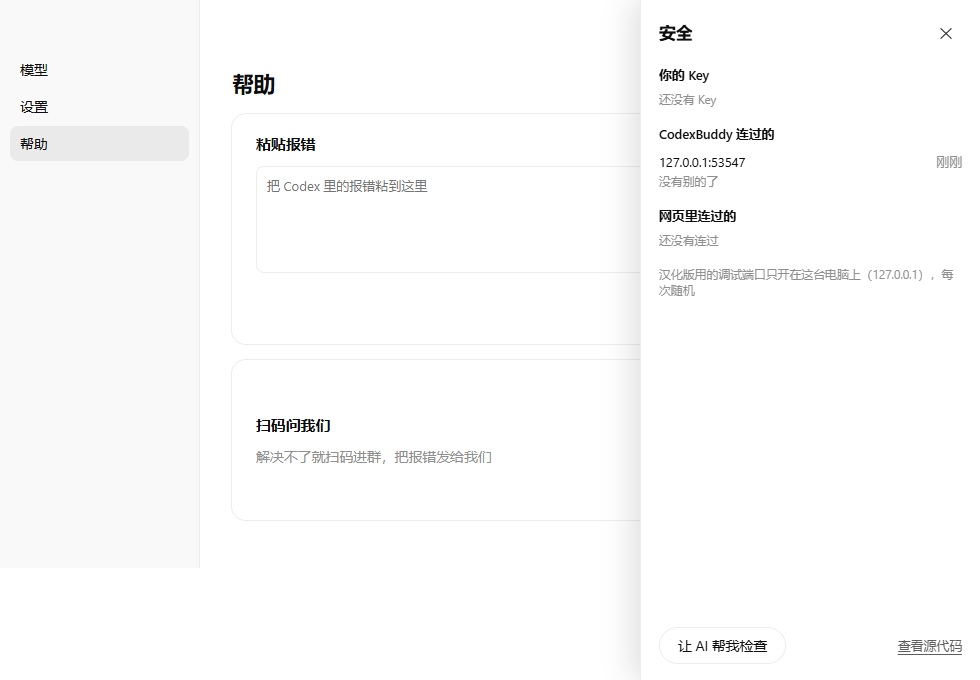 模型
设置
帮助
帮助
粘贴报错
把 Codex 里的报错粘到这里
扫码问我们
解决不了就扫码进群，把报错发给我们
安全
你的 Key
还没有 Key
CodexBuddy 连过的
127.0.0.1:53547 刚刚
没有别的了
网页里连过的
还没有连过
汉化版用的调试端口只开在这台电脑上（127.0.0.1），每
次随机
让 AI 帮我检查
查看源代码